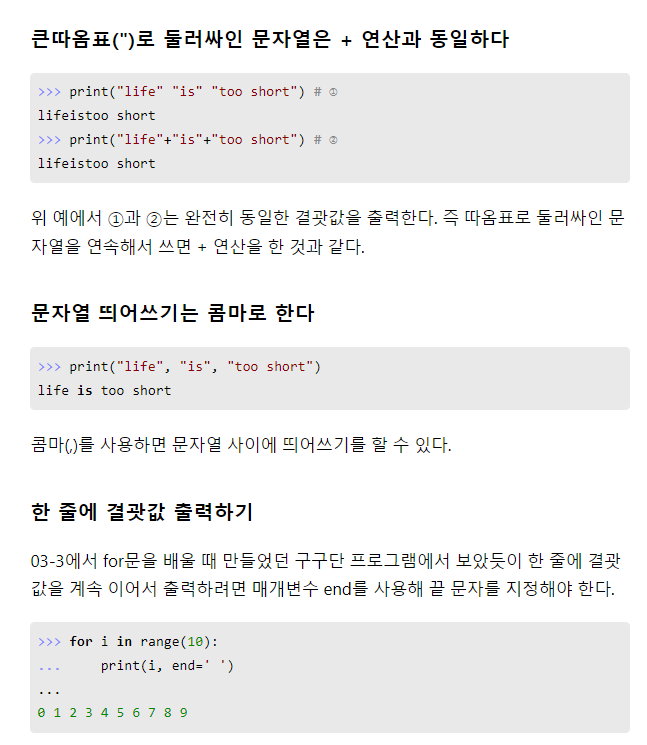 큰따옴표(")로 둘러싸인 문자열은 + 연산과 동일하다
>>> print("life" "is" "too short") # ①
lifeistoo short
>>> print("life"+"is"+"too short") # ②
lifeistoo short
위 예에서 ①과 ②는 완전히 동일한 결괏값을 출력한다. 즉 따옴표로 둘러싸인 문
자열을 연속해서 쓰면 + 연산을 한 것과 같다.
문자열 띄어쓰기는 콤마로 한다
>>> print("life", "is", "too short")
life is too short
콤마(,)를 사용하면 문자열 사이에 띄어쓰기를 할 수 있다.
한 줄에 결괏값 출력하기
03-3에서 for문을 배울 때 만들었던 구구단 프로그램에서 보았듯이 한 줄에 결괏
값을 계속 이어서 출력하려면 매개변수 end를 사용해 끝 문자를 지정해야 한다.
>>> for i in range(10):
...     print(i, end=' ')
...
0 1 2 3 4 5 6 7 8 9